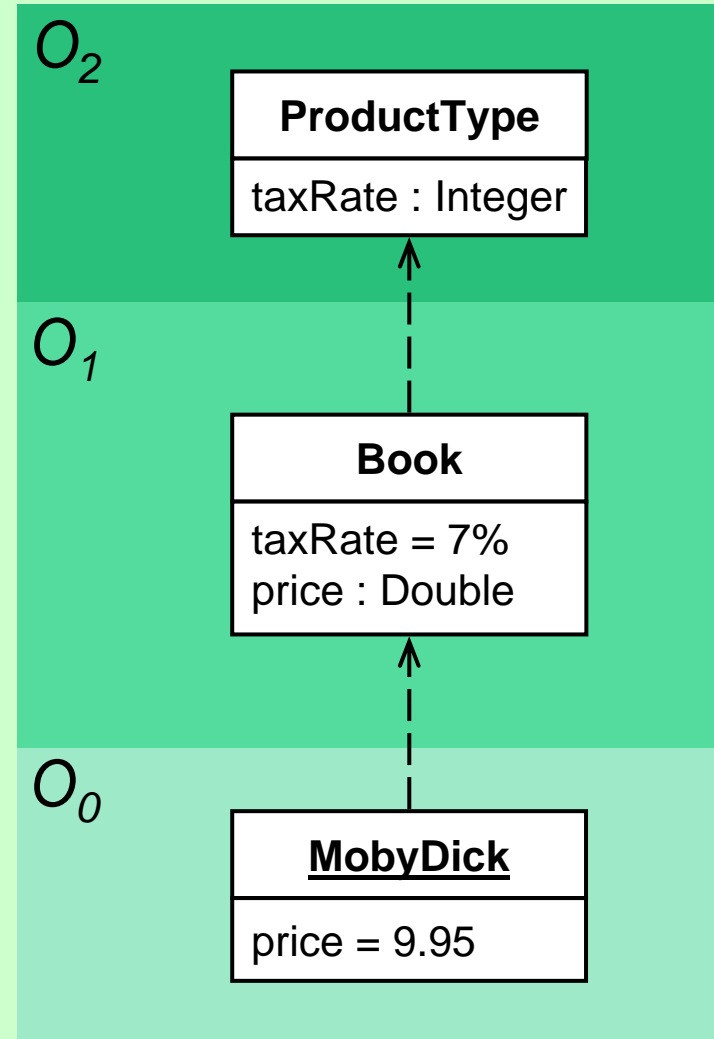 O2
ProductType
taxRate : Integer
O1
Book
taxRate = 7%
price : Double
O0
MobyDick
price = 9.95